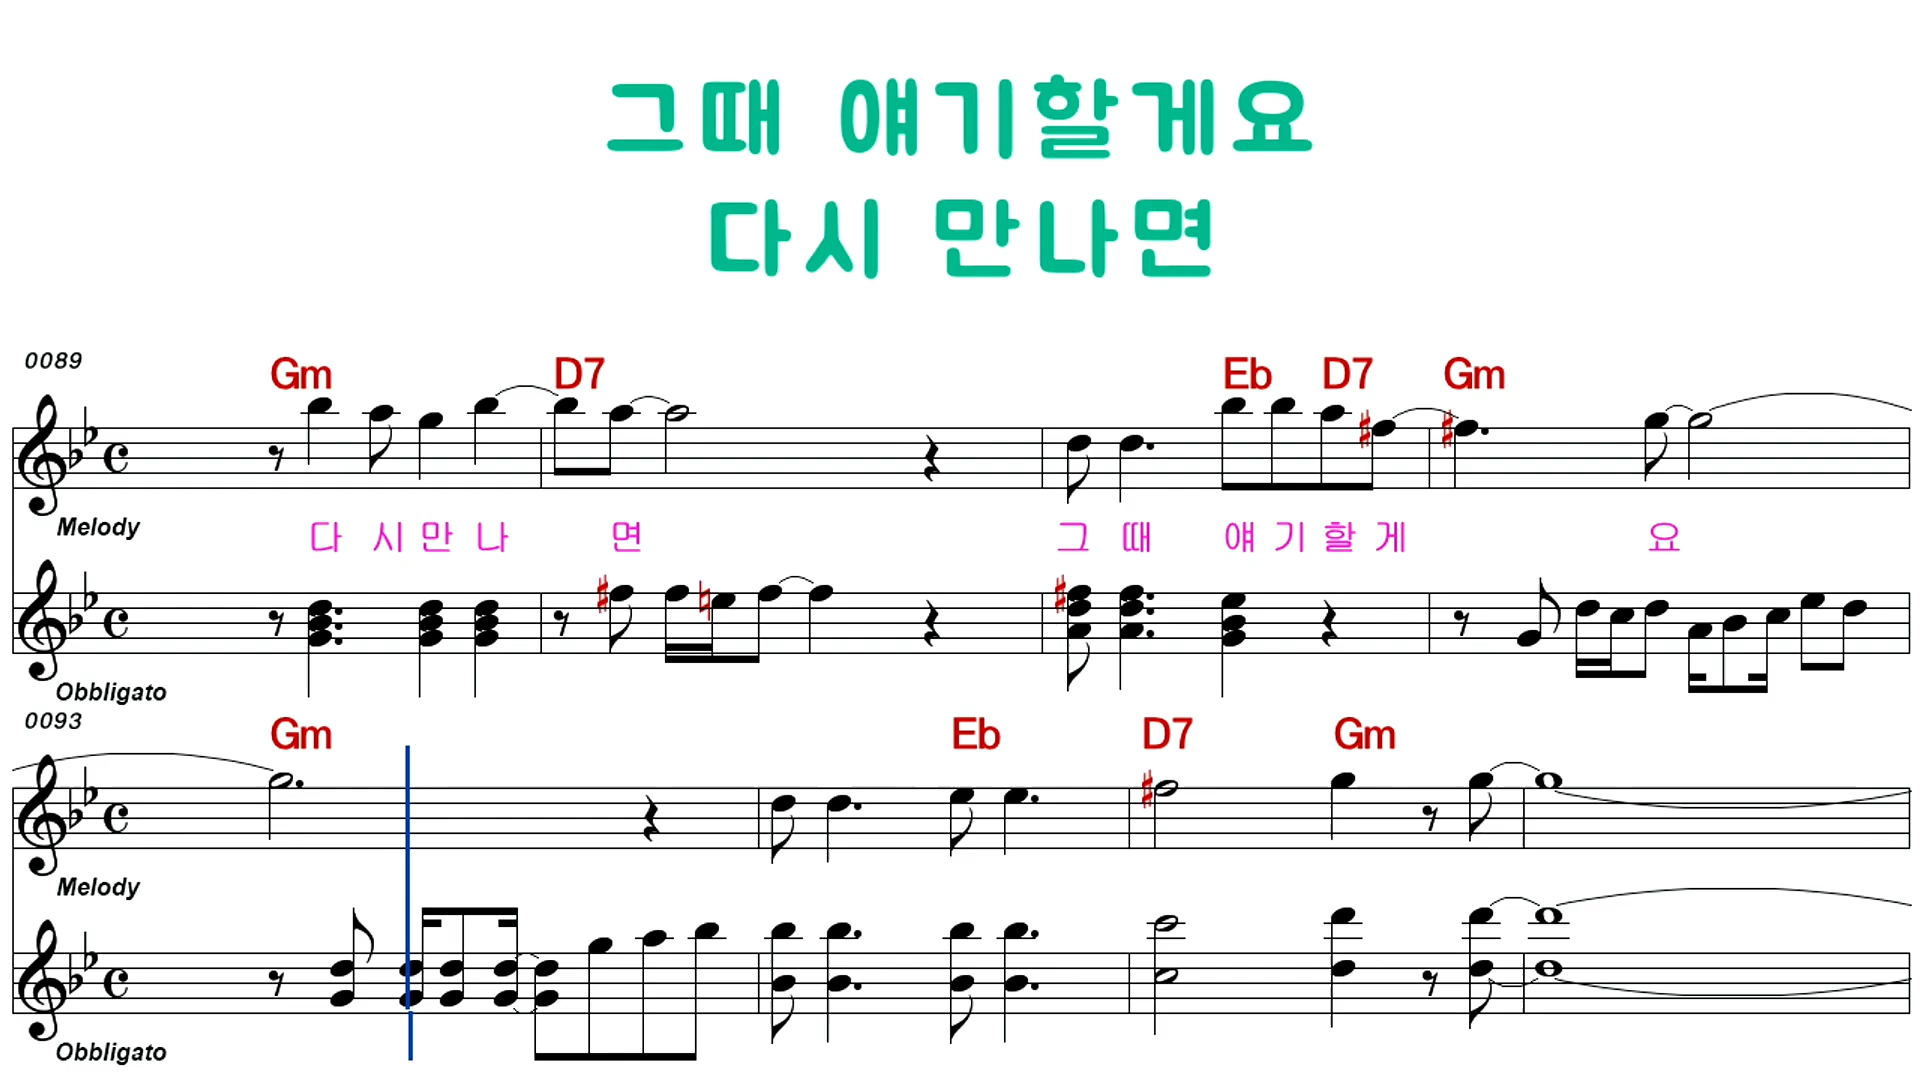 그때 얘기할게요
다시 만나면
0089
Gm D7 Eb D7 Gm
Melody
다 시 만 나 면 그 때 얘 기 할 게 요
Obbligato
0093
Gm Eb D7 Gm
Melody
Obbligato